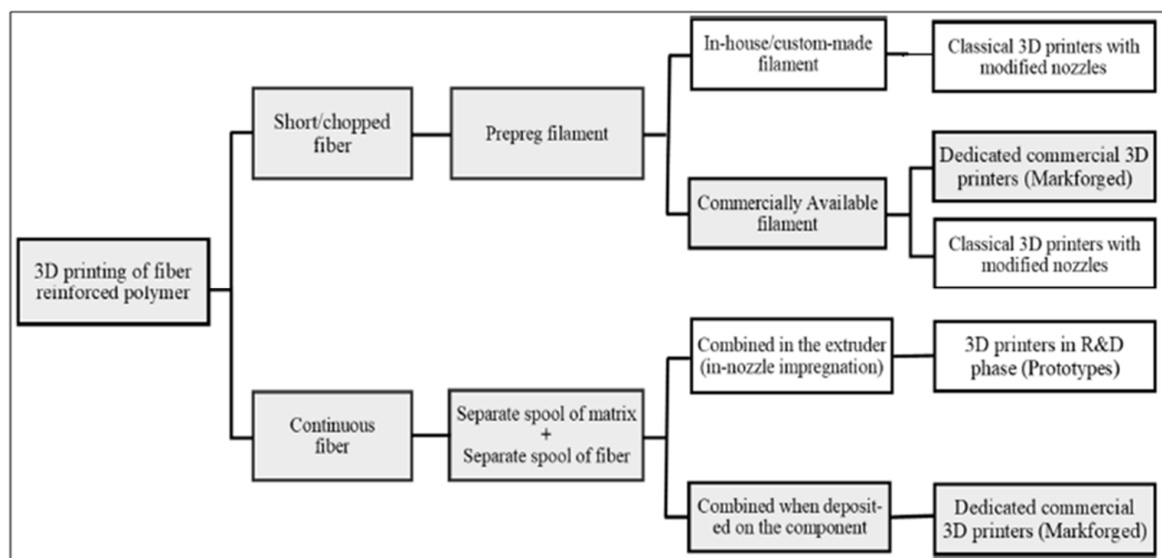 In-house/custom-made
filament
Classical 3D printers with
modified nozzles
Short/chopped
fiber
Prepreg filament
Dedicated commercial 3D
printers (Markforged)
Commercially Available
filament
Classical 3D printers with
modified nozzles
3D printing of fiber
reinforced polymer
Combined in the extruder
(in-nozzle impregnation)
3D printers in R&D
phase (Prototypes)
Continuous
fiber
Separate spool of matrix
+
Separate spool of fiber
Combined when deposit-
ed on the component
Dedicated commercial
3D printers (Markforged)